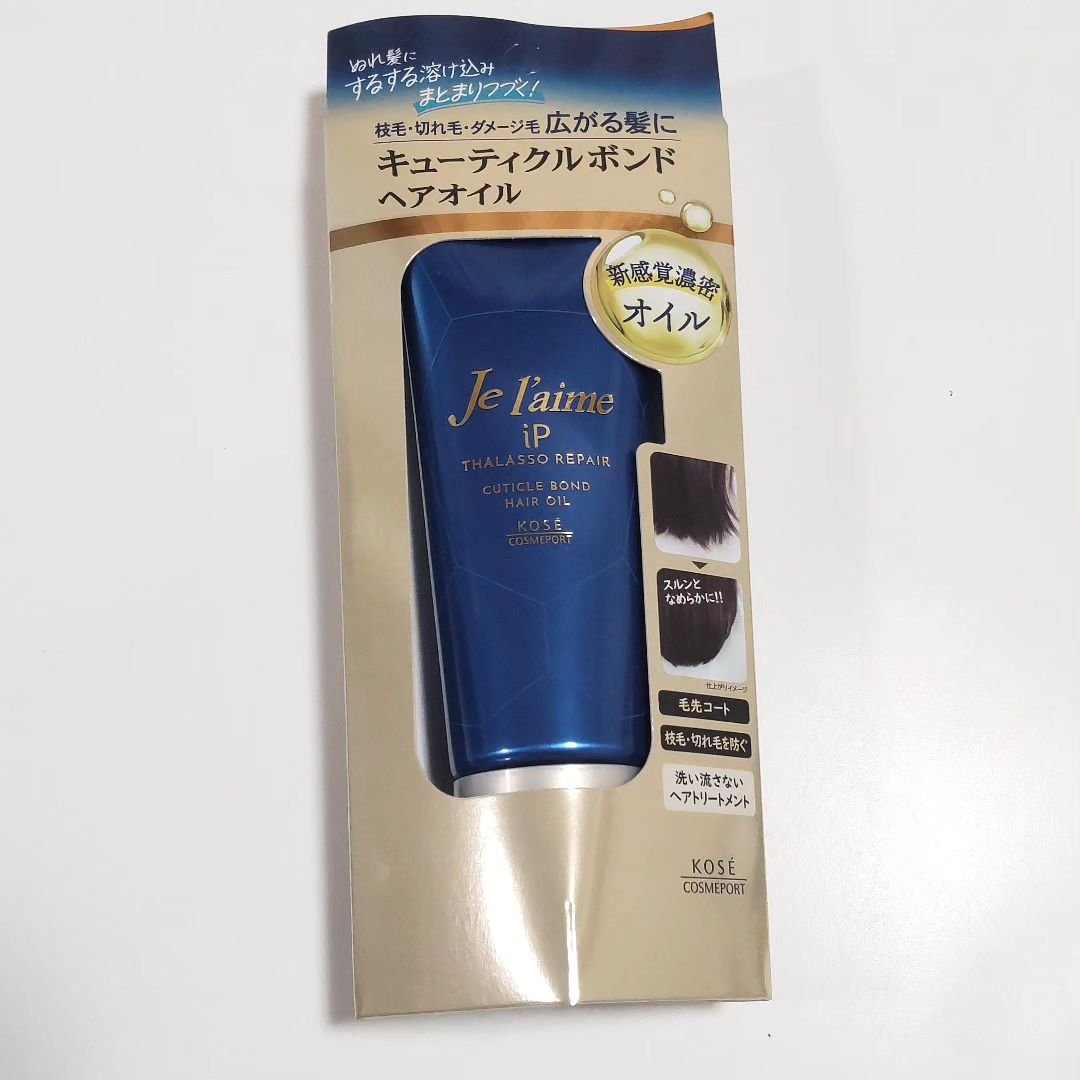 ぬれ髪に
するする溶け込み
まとまりつづく!
枝毛・切れ毛・ダメージ毛 広がる髪に
キューティクルボンド
ヘアオイル
新感覚濃密
オイル
Je l'aime
iP
THALASSO REPAIR
CUTICLE BOND
HAIR OIL
KOSÉ
COSMEPORT
スルンと
なめらかに!!
仕上がりイメージ
毛先コート
枝毛・切れ毛を防ぐ
洗い流さない
ヘアトリートメント
KOSÉ
COSMEPORT